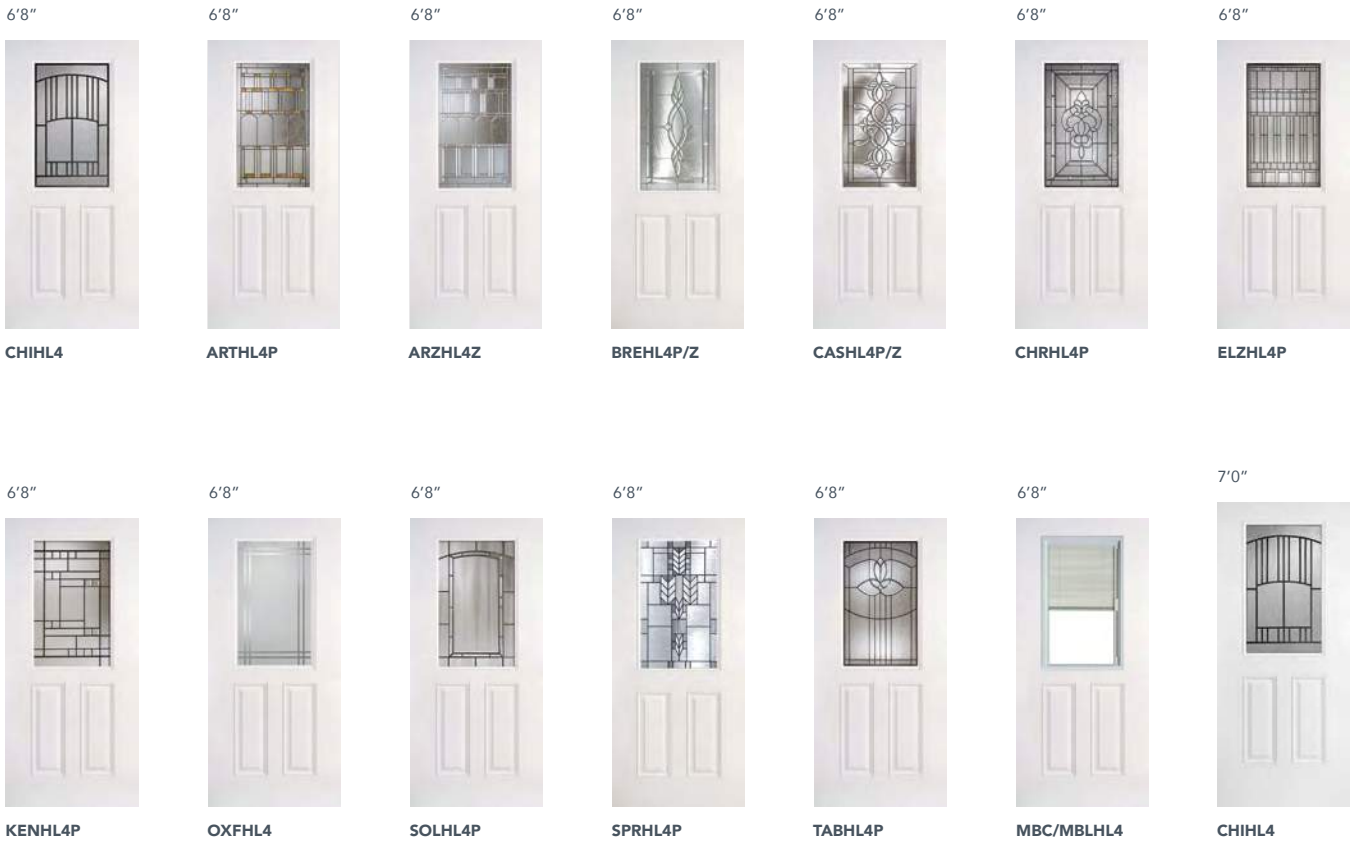 6’8”
6’8”
6’8”
6’8”
6’8”
6’8”
6’8”
CHIHL4
ARTHL4P
ARZHL4Z
BREHL4P/Z
CASHL4P/Z
CHRHL4P
ELZHL4P
7’0”
6’8”
6’8”
6’8”
6’8”
6’8”
6’8”
KENHL4P
OXFHL4
SOLHL4P
SPRHL4P
TABHL4P
MBC/MBLHL4
CHIHL4